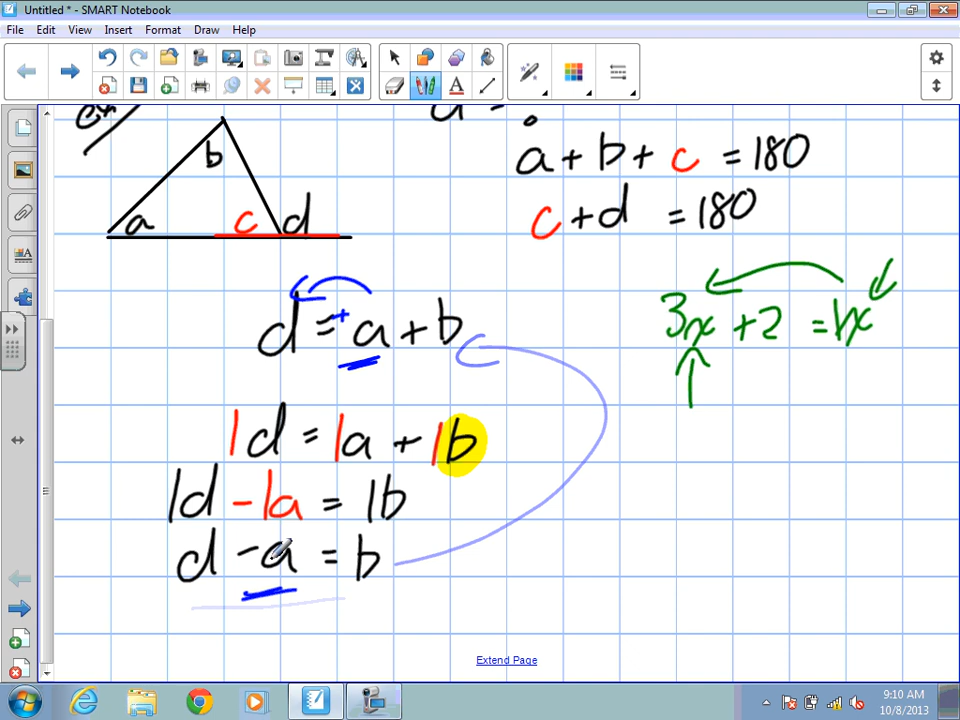 Untitled * - SMART Notebook
File Edit View Insert Format Draw Help
a + b + c = 180
b
c + d = 180
a c d
d = + a + b
3x + 2 = 1x
1d = 1a + 1b
1d - 1a = 1b
d - a = b
Extend Page
9:10 AM
10/8/2013